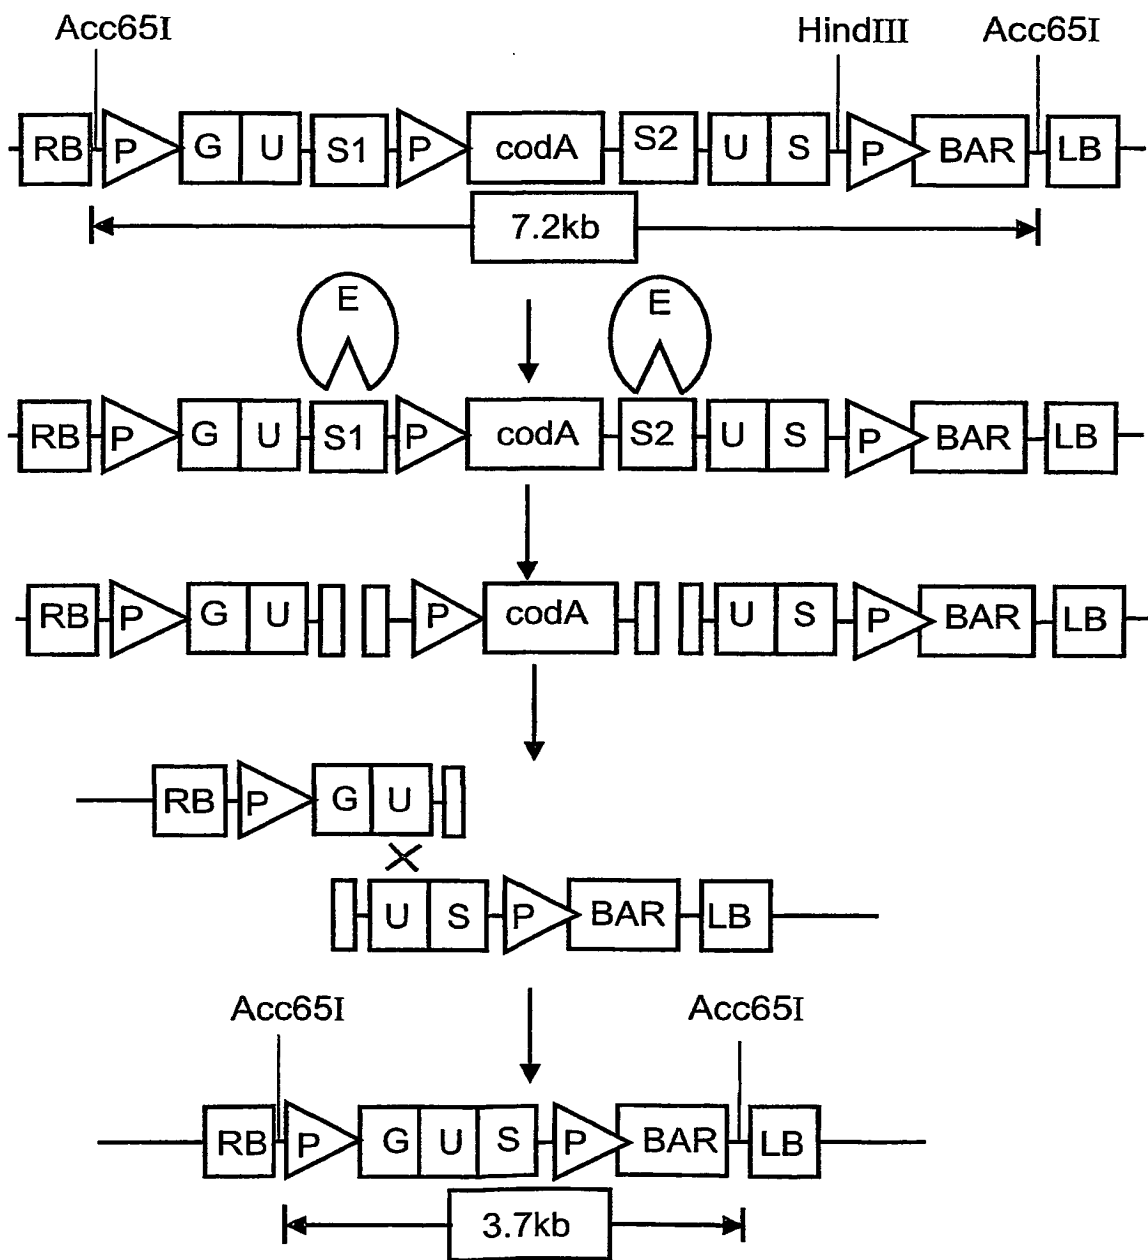 Acc65I HindIII Acc65I
RB P G U S1 P codA S2 U S P BAR LB
7.2kb
E E
RB P G U S1 P codA S2 U S P BAR LB
RB P G U P codA U S P BAR LB
RB P G U
U S P BAR LB
Acc65I Acc65I
RB P G U S P BAR LB
3.7kb